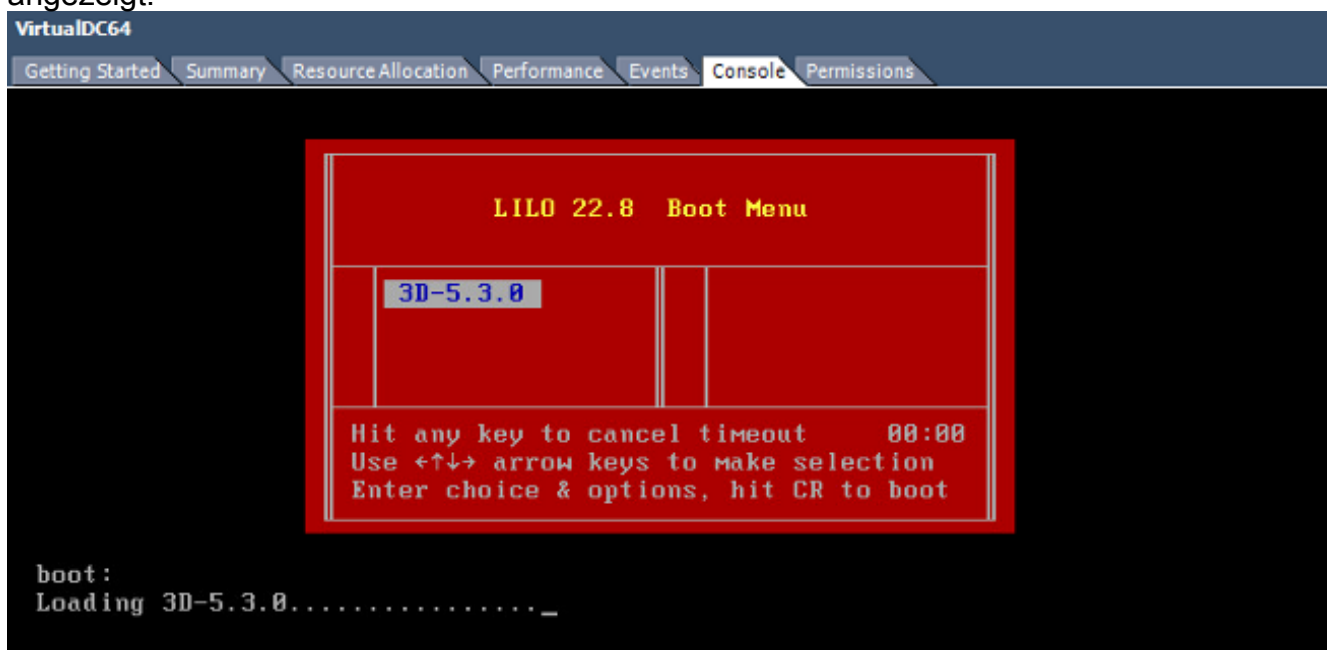 angezeigt.
VirtualDC64
Getting Started Summary Resource Allocation Performance Events Console Permissions
LILO 22.8 Boot Menu
3D-5.3.0
Hit any key to cancel timeout 00:00
Use ←↑↓→ arrow keys to make selection
Enter choice & options, hit CR to boot
boot:
Loading 3D-5.3.0................_